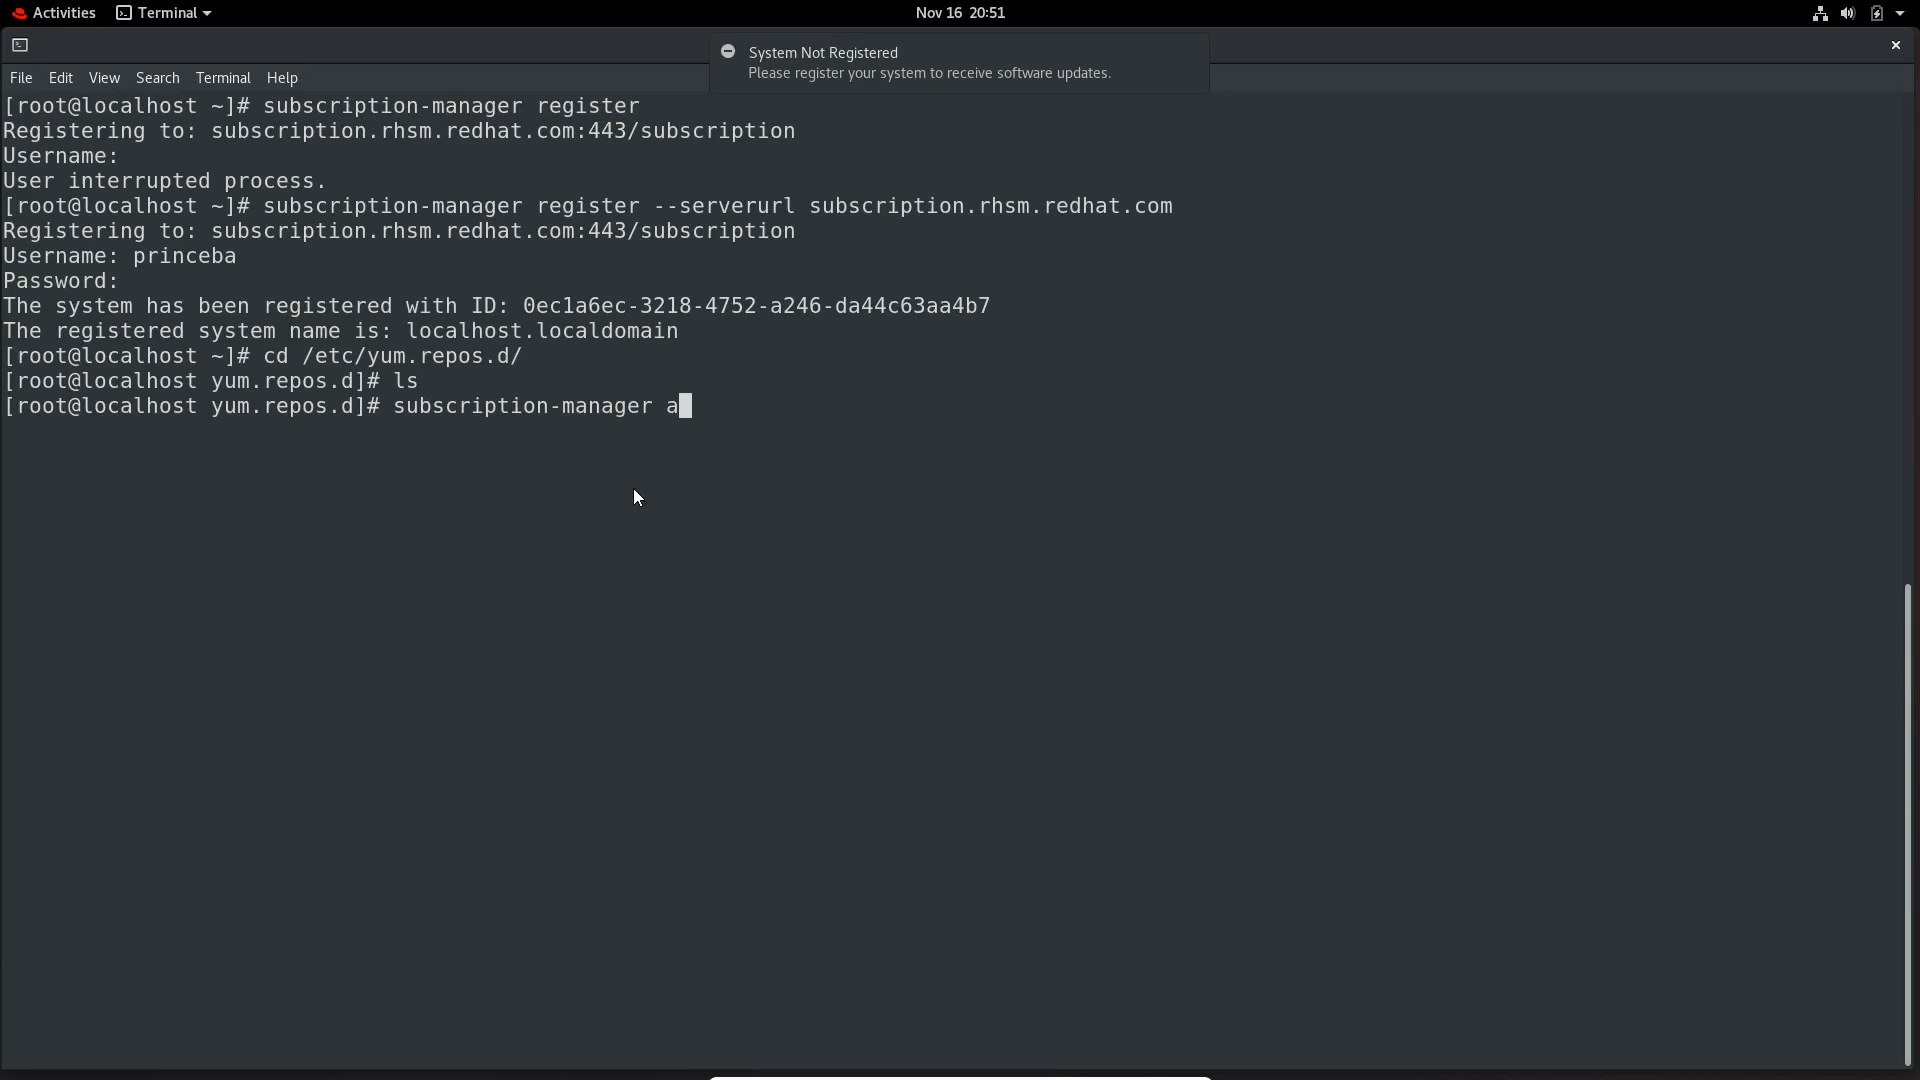 Activities Terminal Nov 16 20:51
System Not Registered
Please register your system to receive software updates.
File Edit View Search Terminal Help
[root@localhost ~]# subscription-manager register
Registering to: subscription.rhsm.redhat.com:443/subscription
Username:
User interrupted process.
[root@localhost ~]# subscription-manager register --serverurl subscription.rhsm.redhat.com
Registering to: subscription.rhsm.redhat.com:443/subscription
Username: princeba
Password:
The system has been registered with ID: 0ec1a6ec-3218-4752-a246-da44c63aa4b7
The registered system name is: localhost.localdomain
[root@localhost ~]# cd /etc/yum.repos.d/
[root@localhost yum.repos.d]# ls
[root@localhost yum.repos.d]# subscription-manager a